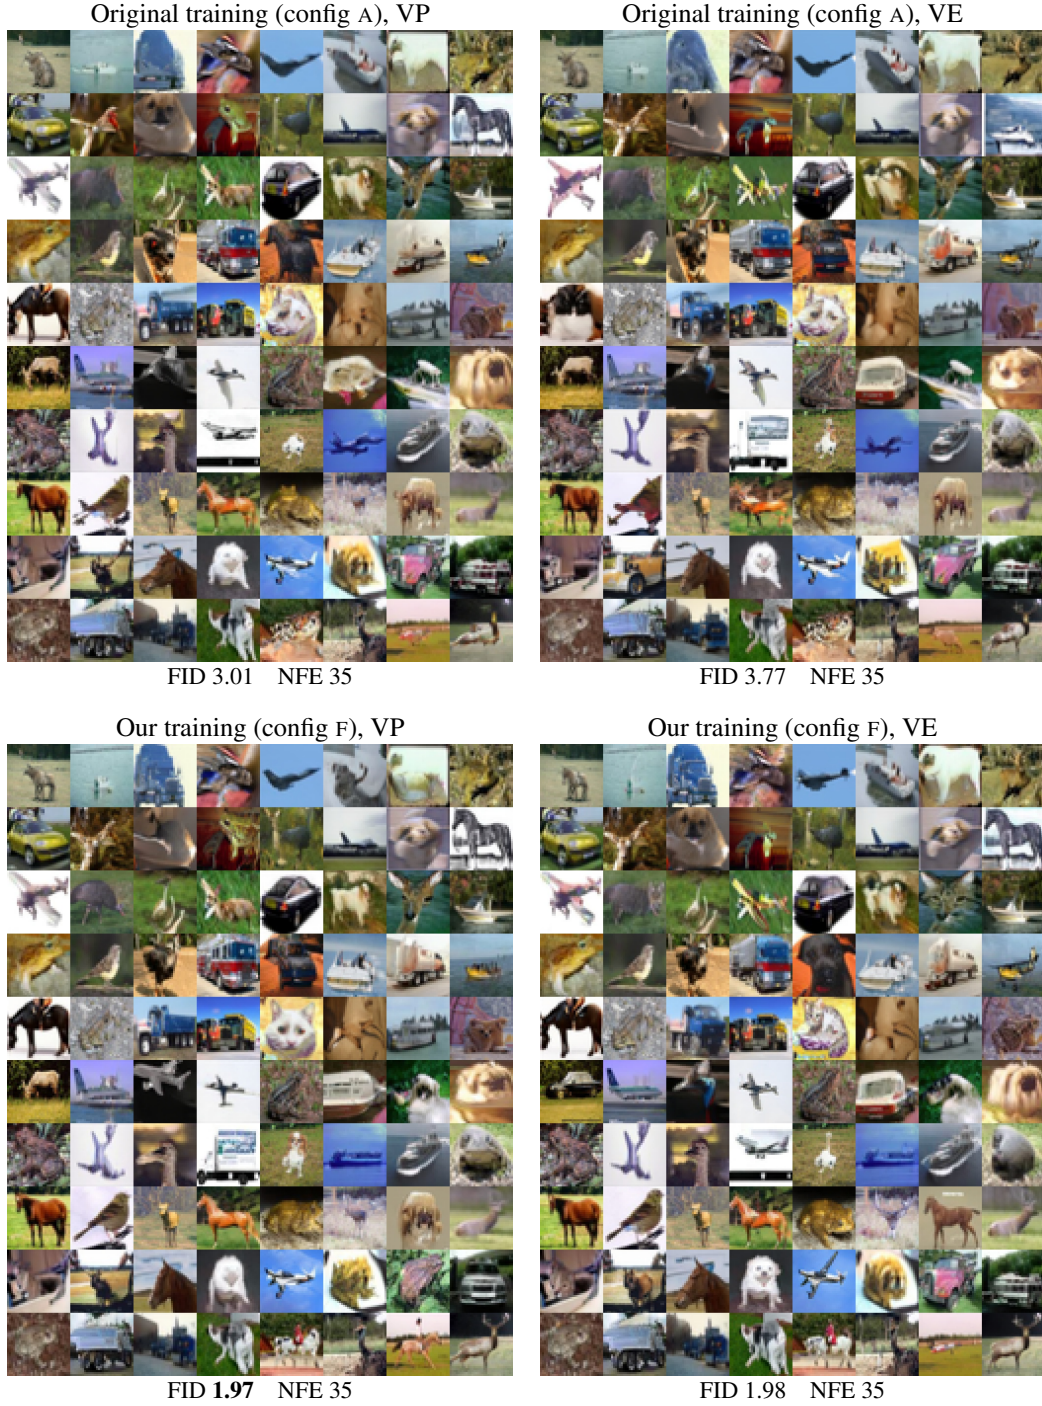 Original training (config A), VP
Original training (config A), VE
FID 3.01 NFE 35
FID 3.77 NFE 35
Our training (config F), VP
Our training (config F), VE
FID 1.97 NFE 35
FID 1.98 NFE 35